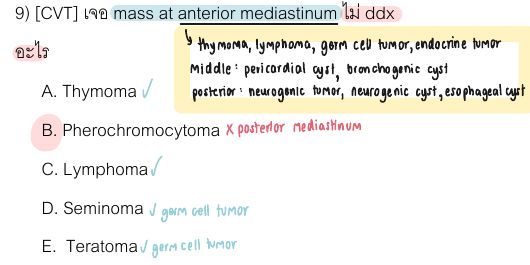 9) [CVT] เจอ mass at anterior mediastinum ไม่ ddx
อะไร
thymoma, lymphoma, germ cell tumor, endocrine tumor
Middle : pericardial cyst, bronchogenic cyst
posterior : neurogenic tumor, neurogenic cyst, esophageal cyst
A. Thymoma ✓
B. Pherochromocytoma x posterior mediastinum
C. Lymphoma ✓
D. Seminoma ✓ germ cell tumor
E. Teratoma ✓ germ cell tumor